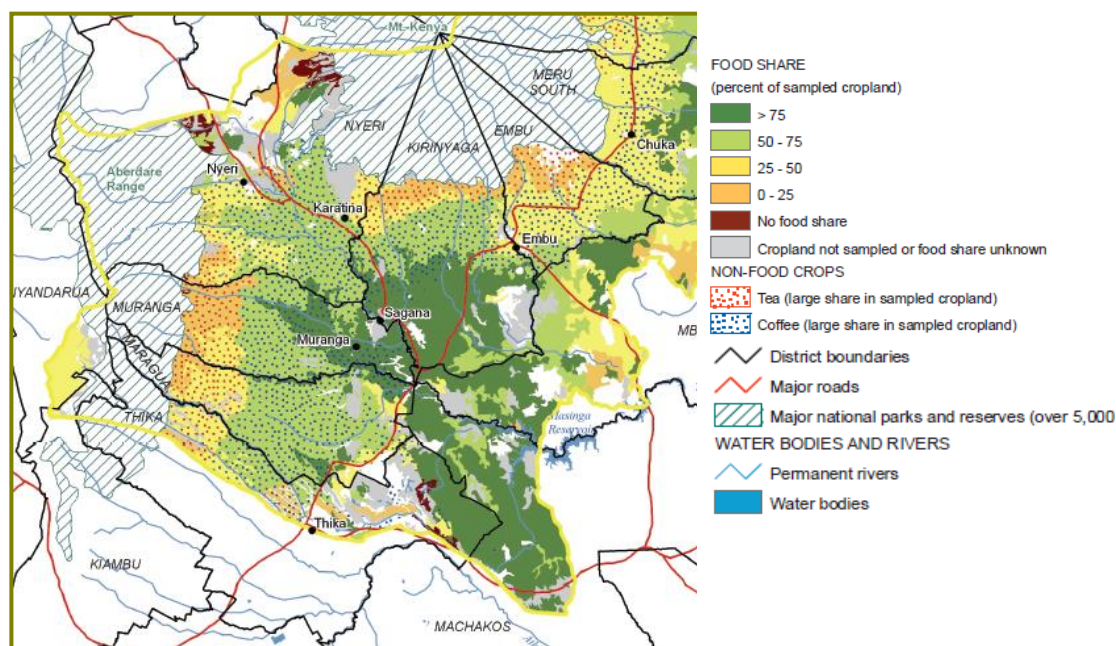 Mt. Kenya
MERU
SOUTH
NYERI
EMBU
KIRINYAGA
Chuka
Aberdare
Range
Nyeri
Karatina
Embu
IYANDARUA
MURANGA
Sagana
MB
Muranga
MARAGUA
THIKA
Masinga
Reservoir
Thika
KIAMBU
MACHAKOS
FOOD SHARE
(percent of sampled cropland)
> 75
50 - 75
25 - 50
0 - 25
No food share
Cropland not sampled or food share unknown
NON-FOOD CROPS
Tea (large share in sampled cropland)
Coffee (large share in sampled cropland)
District boundaries
Major roads
Major national parks and reserves (over 5,000
WATER BODIES AND RIVERS
Permanent rivers
Water bodies